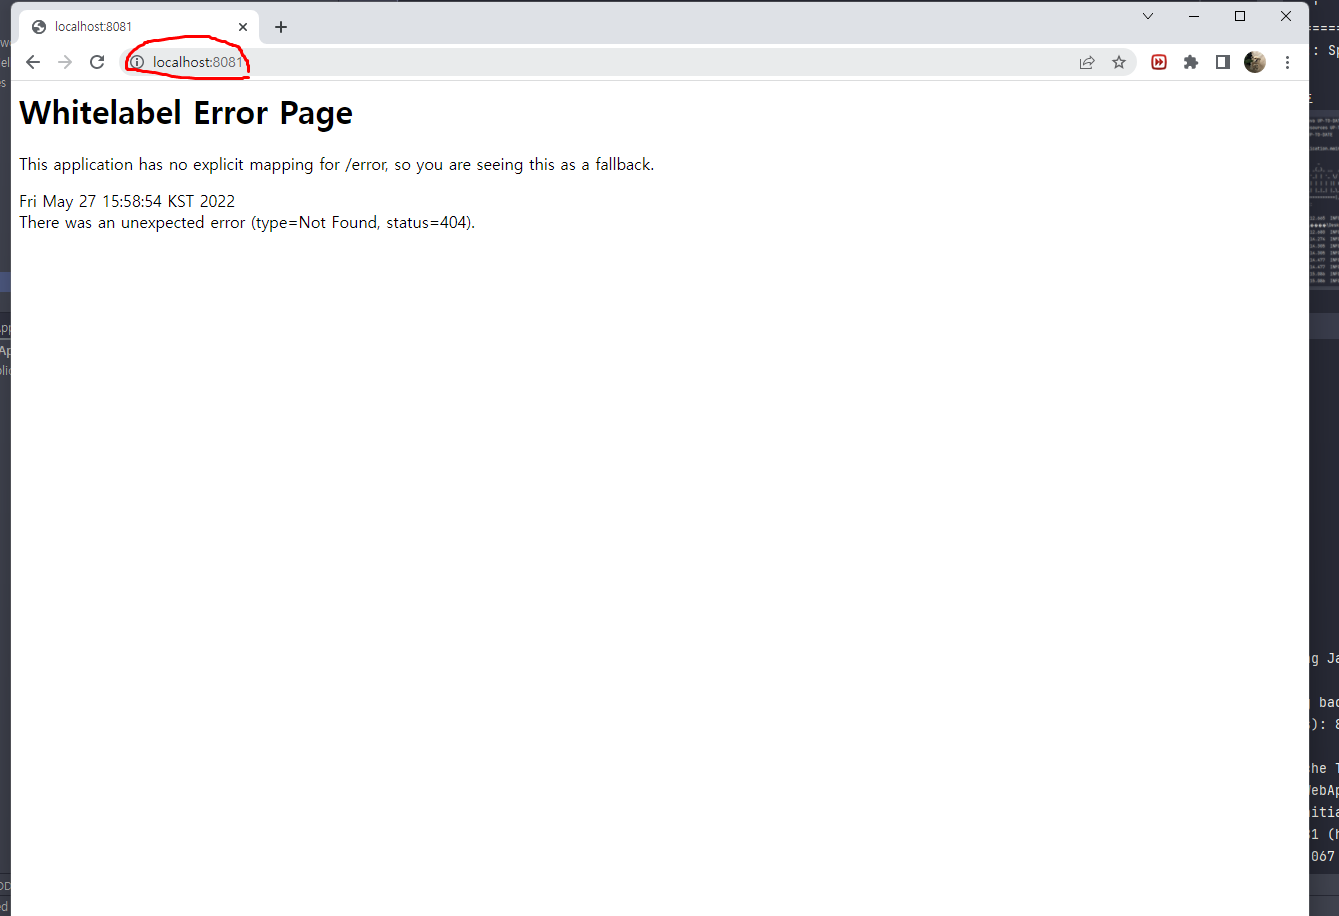 localhost:8081
localhost:8081
Whitelabel Error Page
This application has no explicit mapping for /error, so you are seeing this as a fallback.
Fri May 27 15:58:54 KST 2022
There was an unexpected error (type=Not Found, status=404).